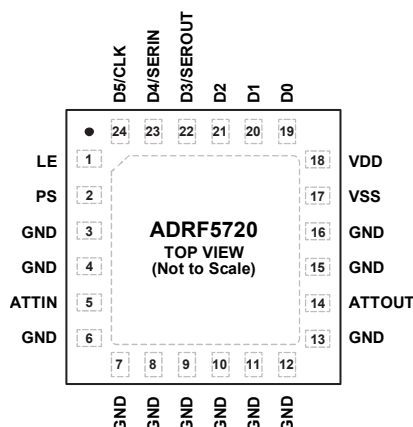 D5/CLK
D4/SERIN
D3/SEROUT
D2
D1
D0
24 23 22 21 20 19
LE 1 18 VDD
PS 2 17 VSS
GND 3 16 GND
GND 4 15 GND
ATTIN 5 14 ATTOUT
GND 6 13 GND
ADRF5720
TOP VIEW
(Not to Scale)
7 8 9 10 11 12
GND
GND
GND
GND
GND
GND